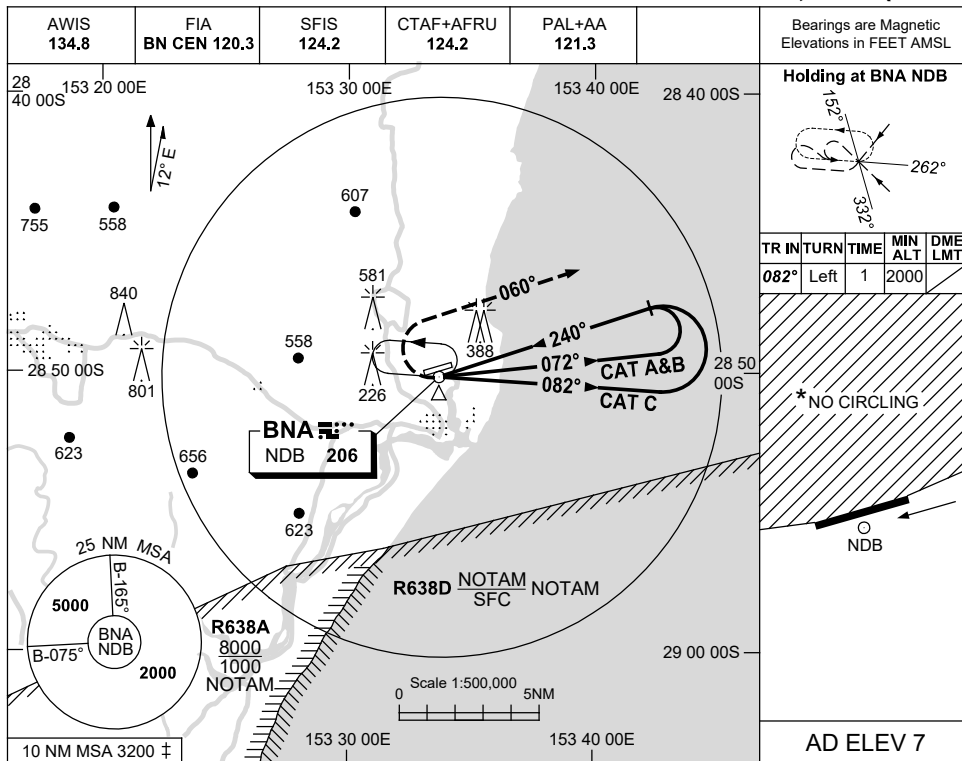 AWIS
134.8
FIA
BN CEN 120.3
SFIS
124.2
CTAF+AFRU
124.2
PAL+AA
121.3
Bearings are Magnetic
Elevations in FEET AMSL
28
40 00S
153 20 00E
153 30 00E
153 40 00E
28 40 00S
12° E
755
558
607
581
840
801
558
226
388
060°
240°
072°
CAT A&B
082°
CAT C
28 50 00S
28 50
00S
623
656
623
BNA
NDB 206
25 NM MSA
5000
B-165°
BNA
NDB
B-075°
2000
R638A
8000
1000
NOTAM
R638D NOTAM
SFC NOTAM
Scale 1:500,000
0
5NM
29 00 00S
10 NM MSA 3200 ‡
153 30 00E
153 40 00E
Holding at BNA NDB
152°
262°
332°
TR IN TURN TIME MIN ALT DME LMT
082° Left 1 2000
*NO CIRCLING
NDB
AD ELEV 7